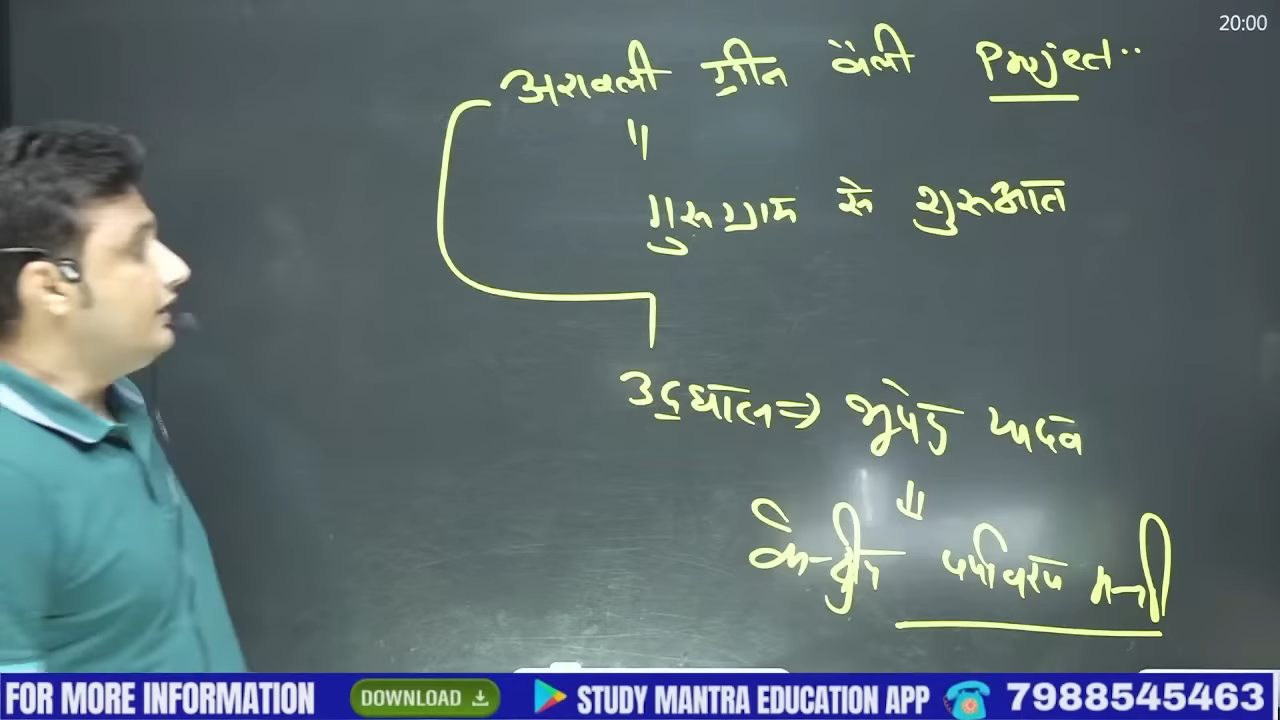 20:00
अरावली ग्रीन वैली Project..
"
गुरुग्राम से शुरुआत
उद्घाटन => भूपेंद्र यादव
केन्द्रीय पर्यावरण मन्त्री
FOR MORE INFORMATION DOWNLOAD STUDY MANTRA EDUCATION APP 7988545463